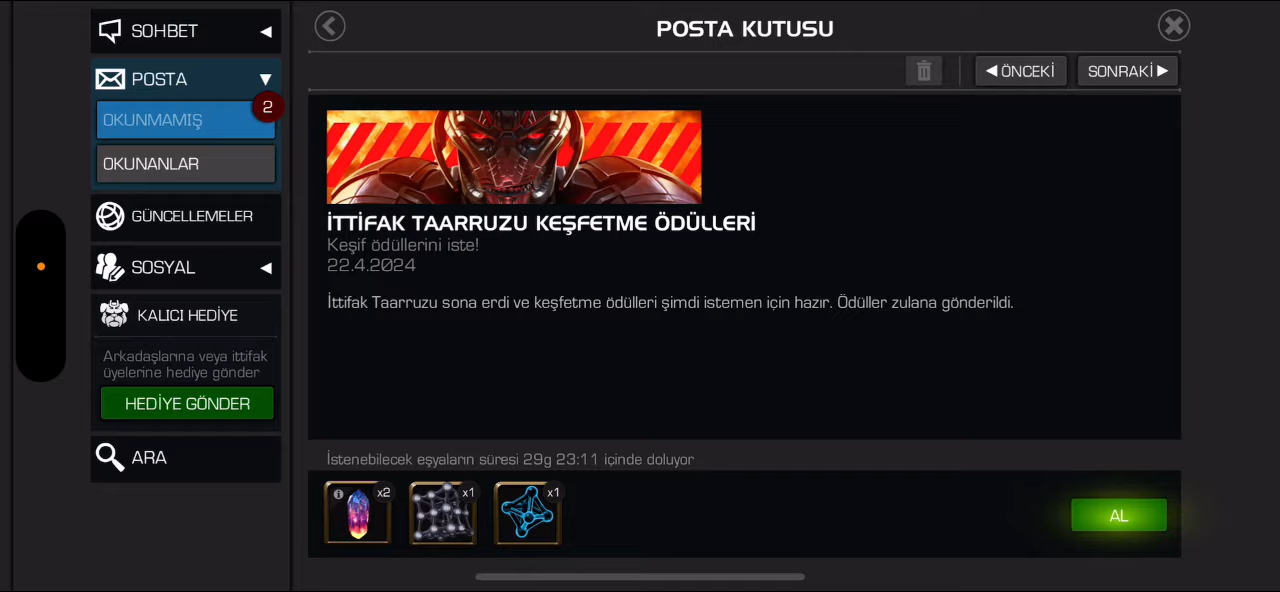 SOHBET
POSTA
2
OKUNMAMIŞ
OKUNANLAR
GÜNCELLEMELER
SOSYAL
KALICI HEDİYE
Arkadaşlarına veya ittifak
üyelerine hediye gönder
HEDİYE GÖNDER
ARA
POSTA KUTUSU
ÖNCEKİ
SONRAKİ
İTTİFAK TAARRUZU KEŞFETME ÖDÜLLERİ
Keşif ödüllerini iste!
22.4.2024
İttifak Taarruzu sona erdi ve keşfetme ödülleri şimdi istemen için hazır. Ödüller zulana gönderildi.
İstenebilecek eşyaların süresi 29g 23:11 içinde doluyor
x2
x1
x1
AL